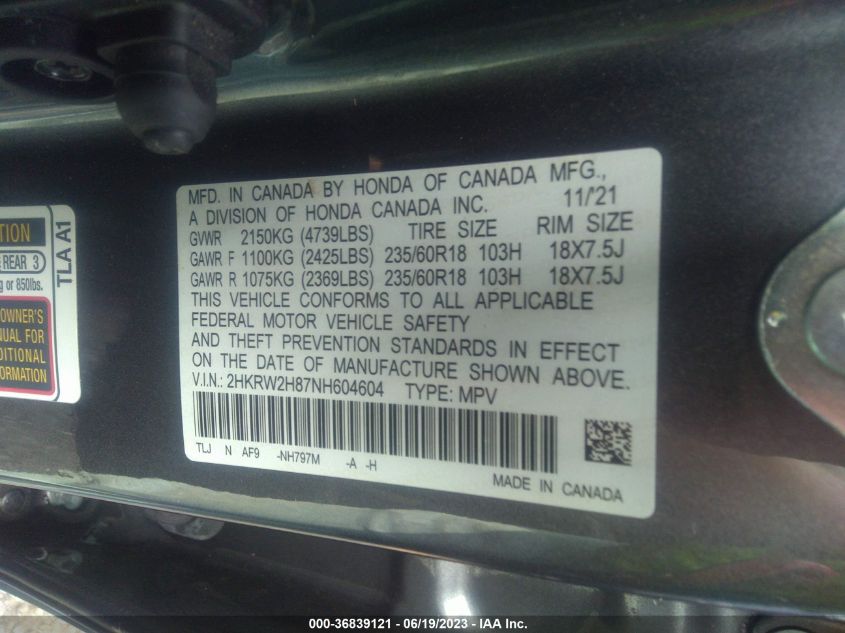 MFD. IN CANADA BY HONDA OF CANADA MFG.,
A DIVISION OF HONDA CANADA INC. 11/'21
GVWR 2150KG (4739LBS) TIRE SIZE RIM SIZE
GAWR F 1100KG (2425LBS) 235/60R18 103H 18X7.5J
GAWR R 1075KG (2369LBS) 235/60R18 103H 18X7.5J
THIS VEHICLE CONFORMS TO ALL APPLICABLE
FEDERAL MOTOR VEHICLE SAFETY
AND THEFT PREVENTION STANDARDS IN EFFECT
ON THE DATE OF MANUFACTURE SHOWN ABOVE.
V.I.N.: 2HKRW2H87NH604604 TYPE: MPV
TLJ N AF9 -NH797M -A -H
MADE IN CANADA
TION
REAR 3
g or 850lbs.
OWNER'S
NUAL FOR
DITIONAL
FORMATION
TLA A1
000-36839121 - 06/19/2023 - IAA Inc.